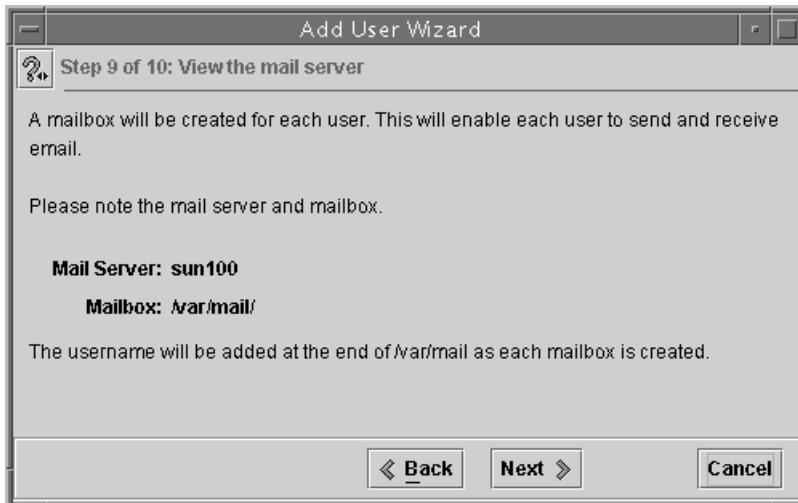 Add User Wizard
Step 9 of 10: View the mail server
A mailbox will be created for each user. This will enable each user to send and receive
email.
Please note the mail server and mailbox.
Mail Server: sun100
Mailbox: /var/mail/
The username will be added at the end of /var/mail as each mailbox is created.
Back Next Cancel